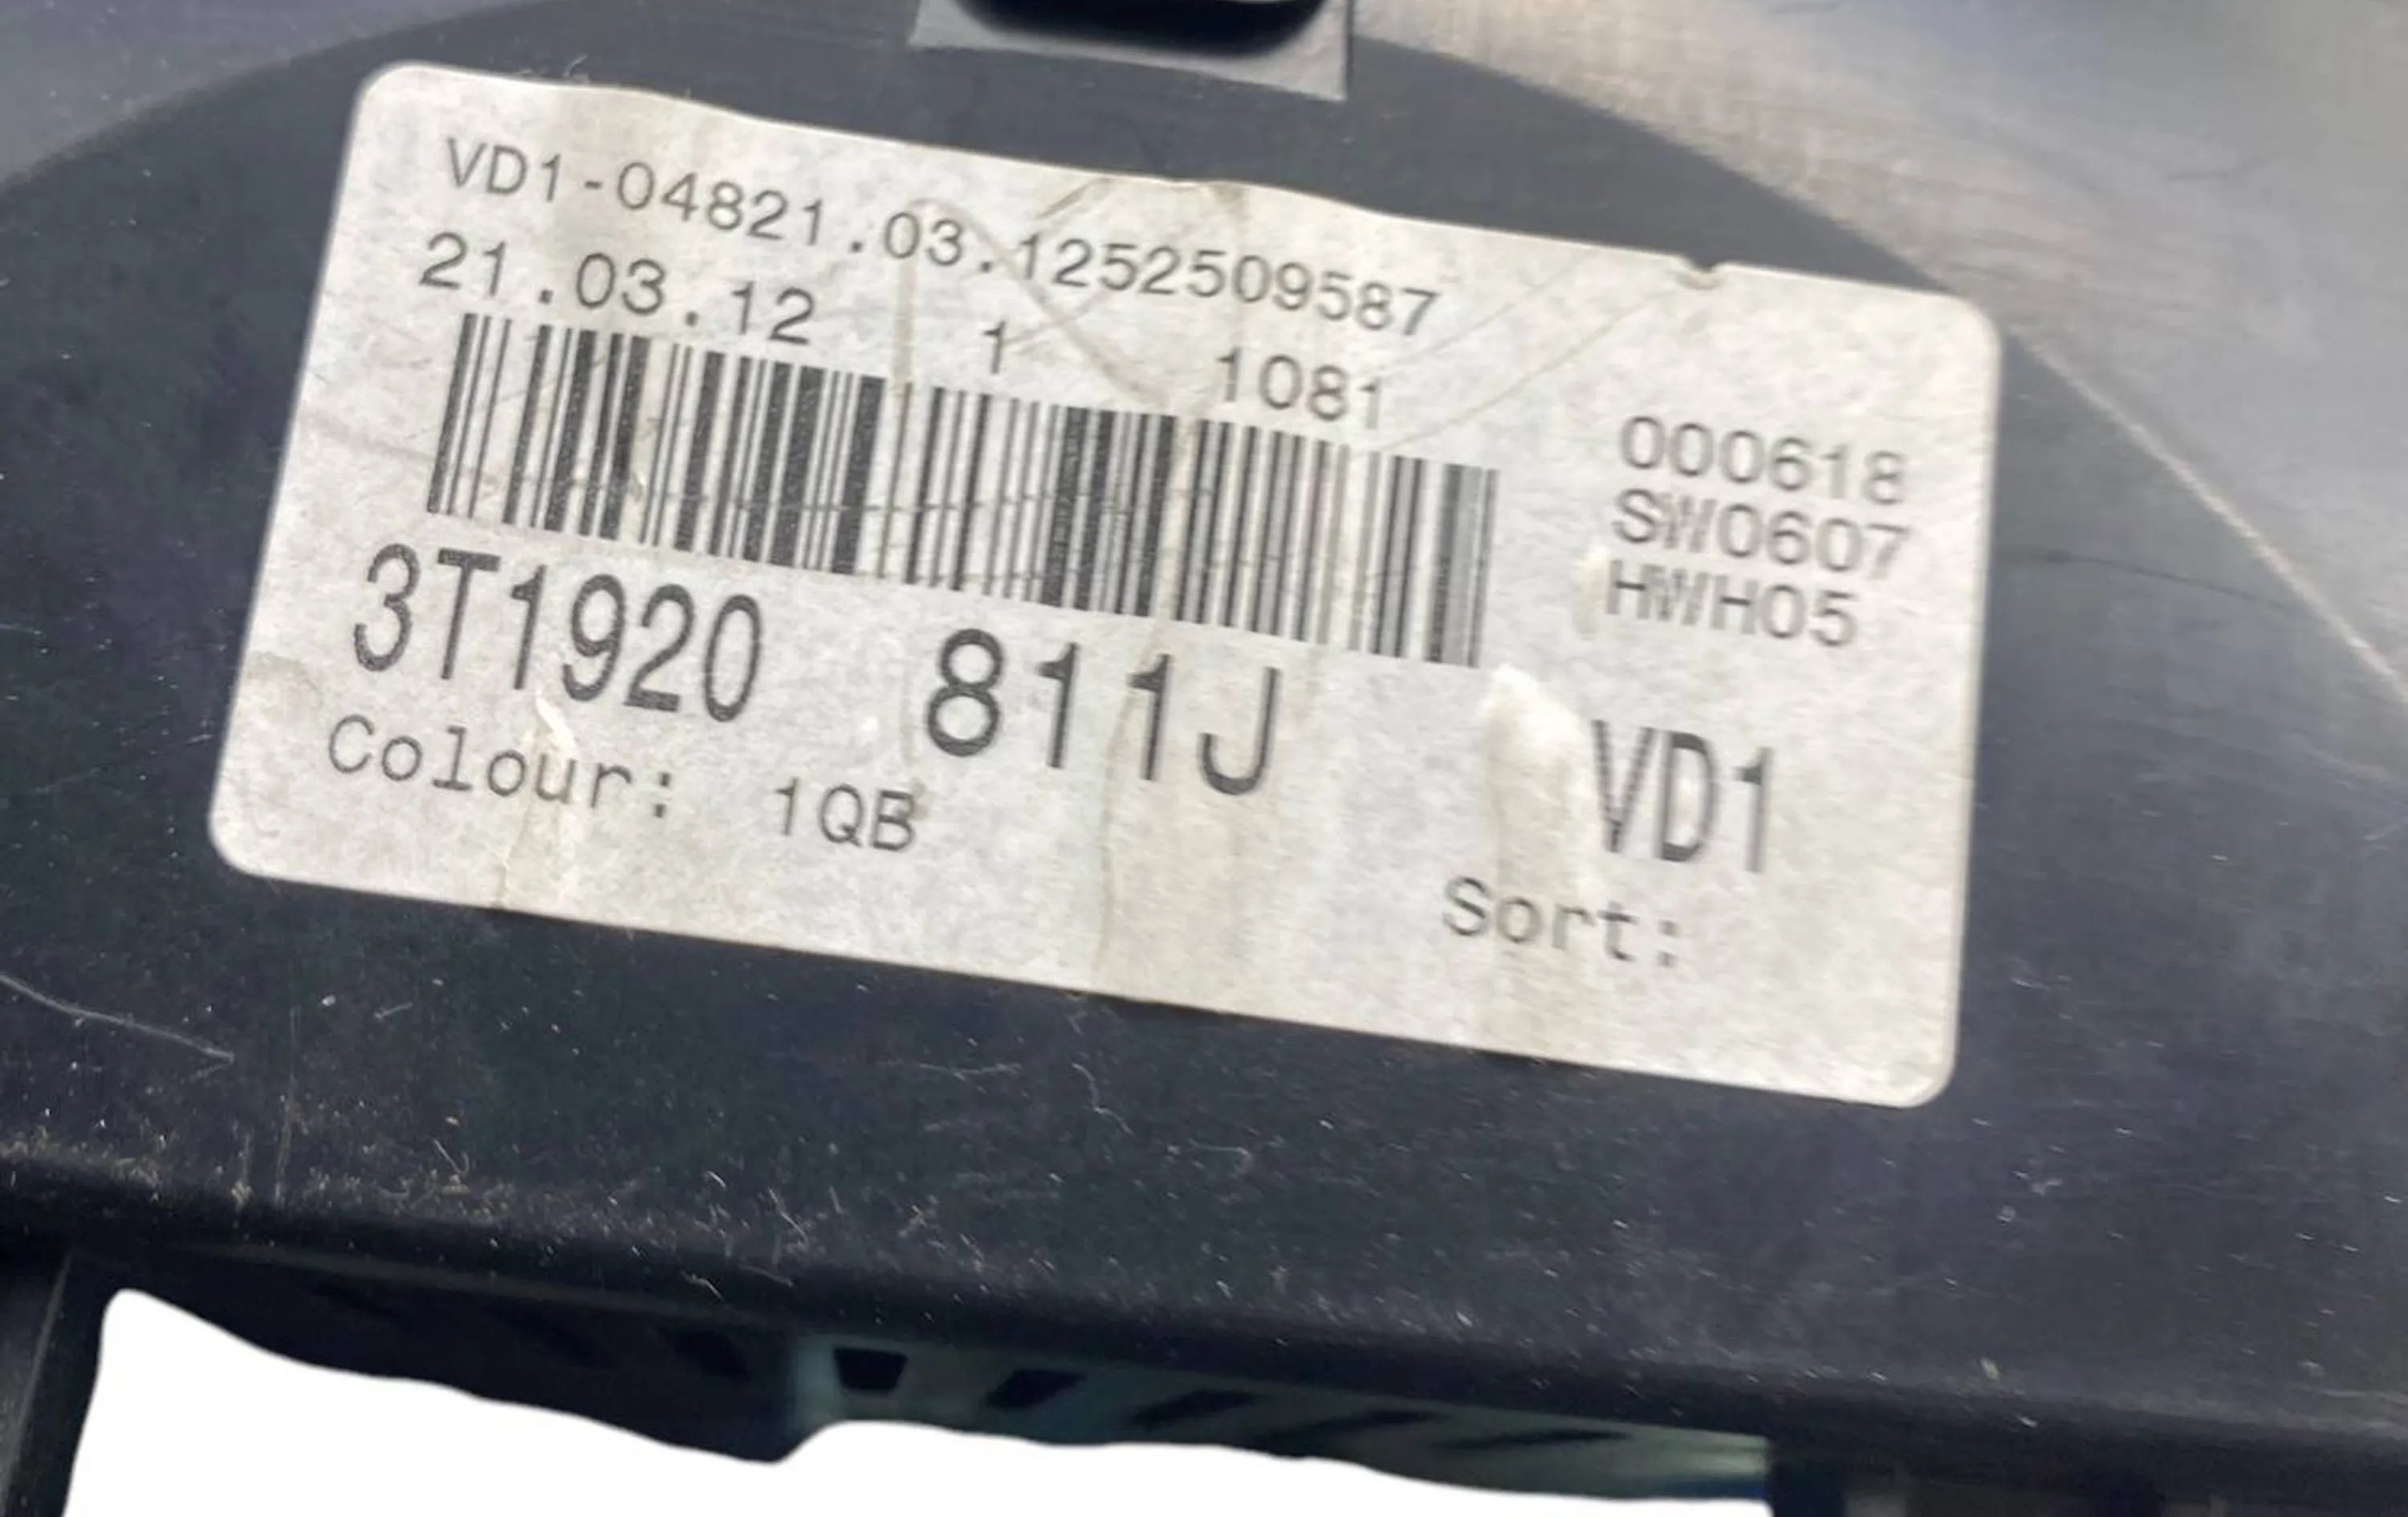 VD1-04821.03.1252509587
21.03.12 1 1081
000618
SW0607
HWH05
3T1920 811J VD1
Colour: 1QB
Sort: